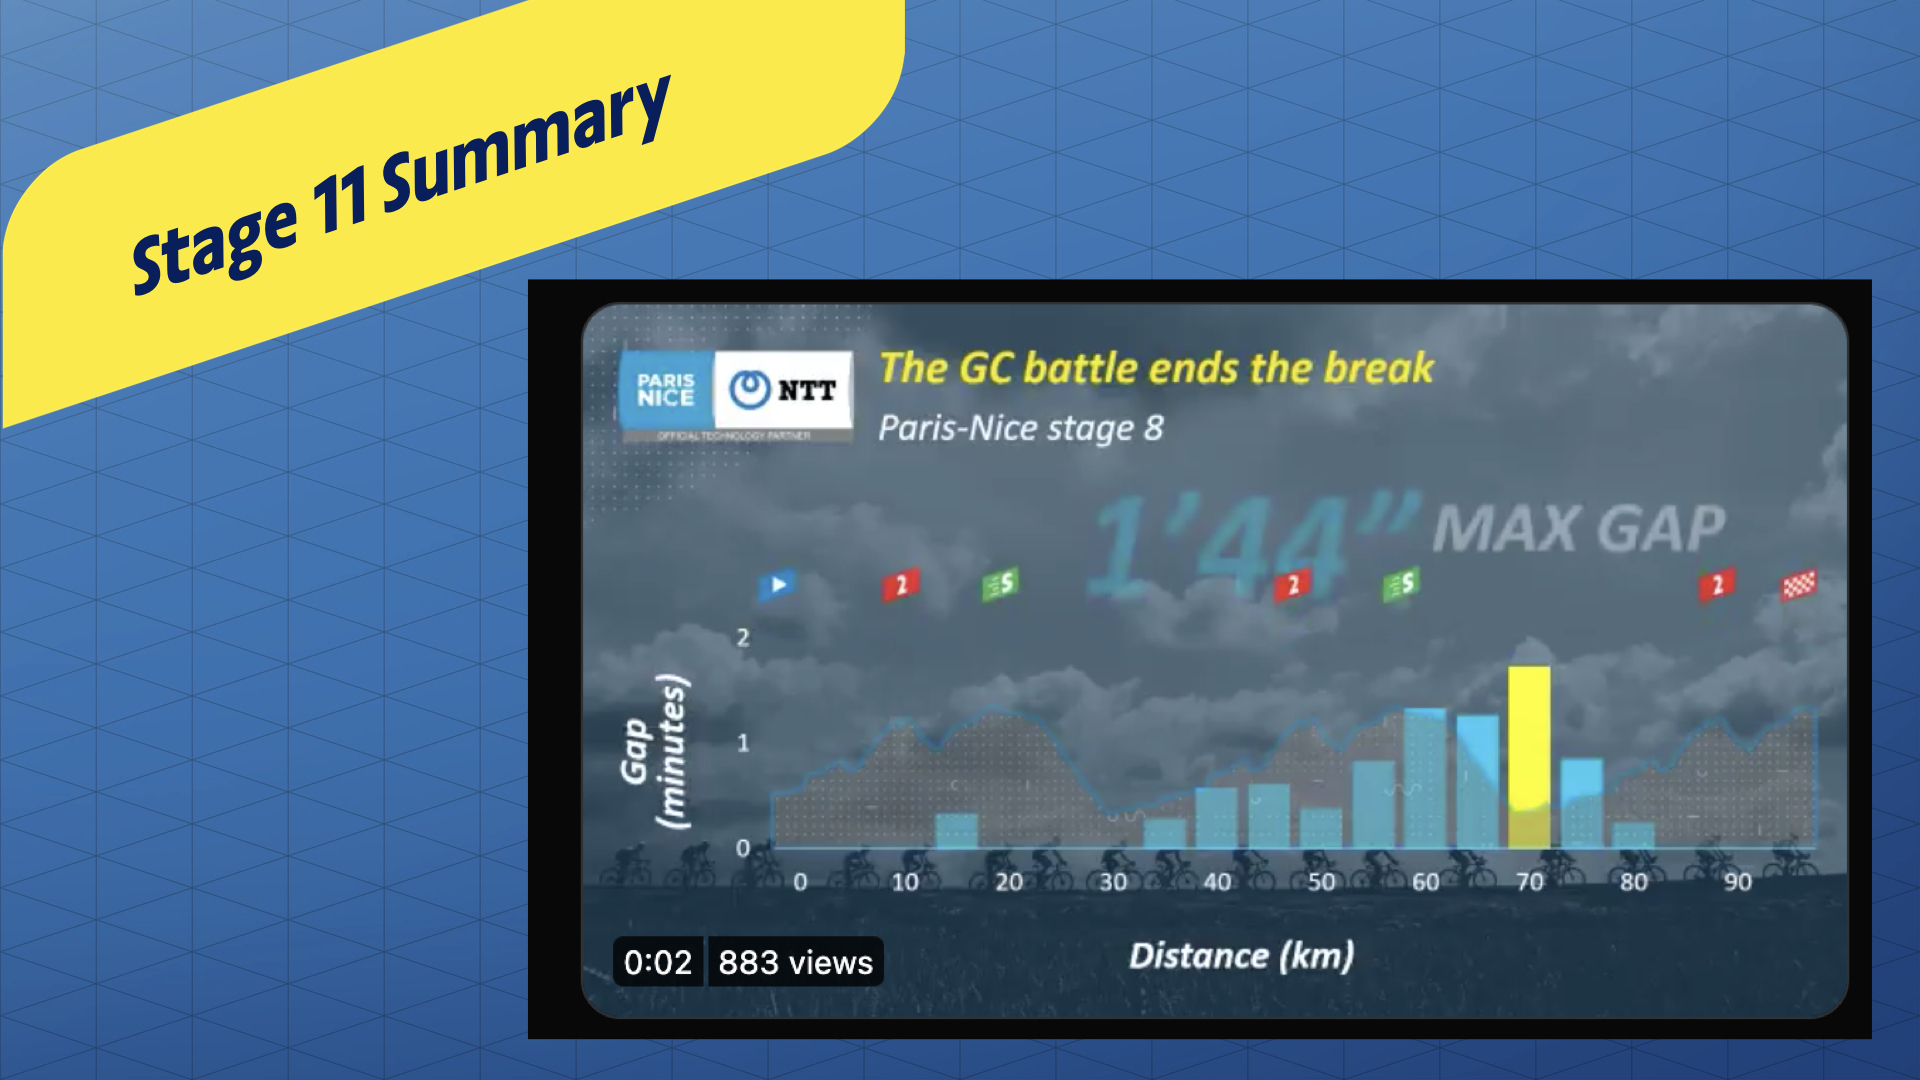 Stage 11 Summary
PARIS
NICE
NTT
OFFICIAL TECHNOLOGY PARTNER
The GC battle ends the break
Paris-Nice stage 8
1’44” MAX GAP
2 S 2 S 2
2
1
0
Gap
(minutes)
0 10 20 30 40 50 60 70 80 90
Distance (km)
0:02 883 views